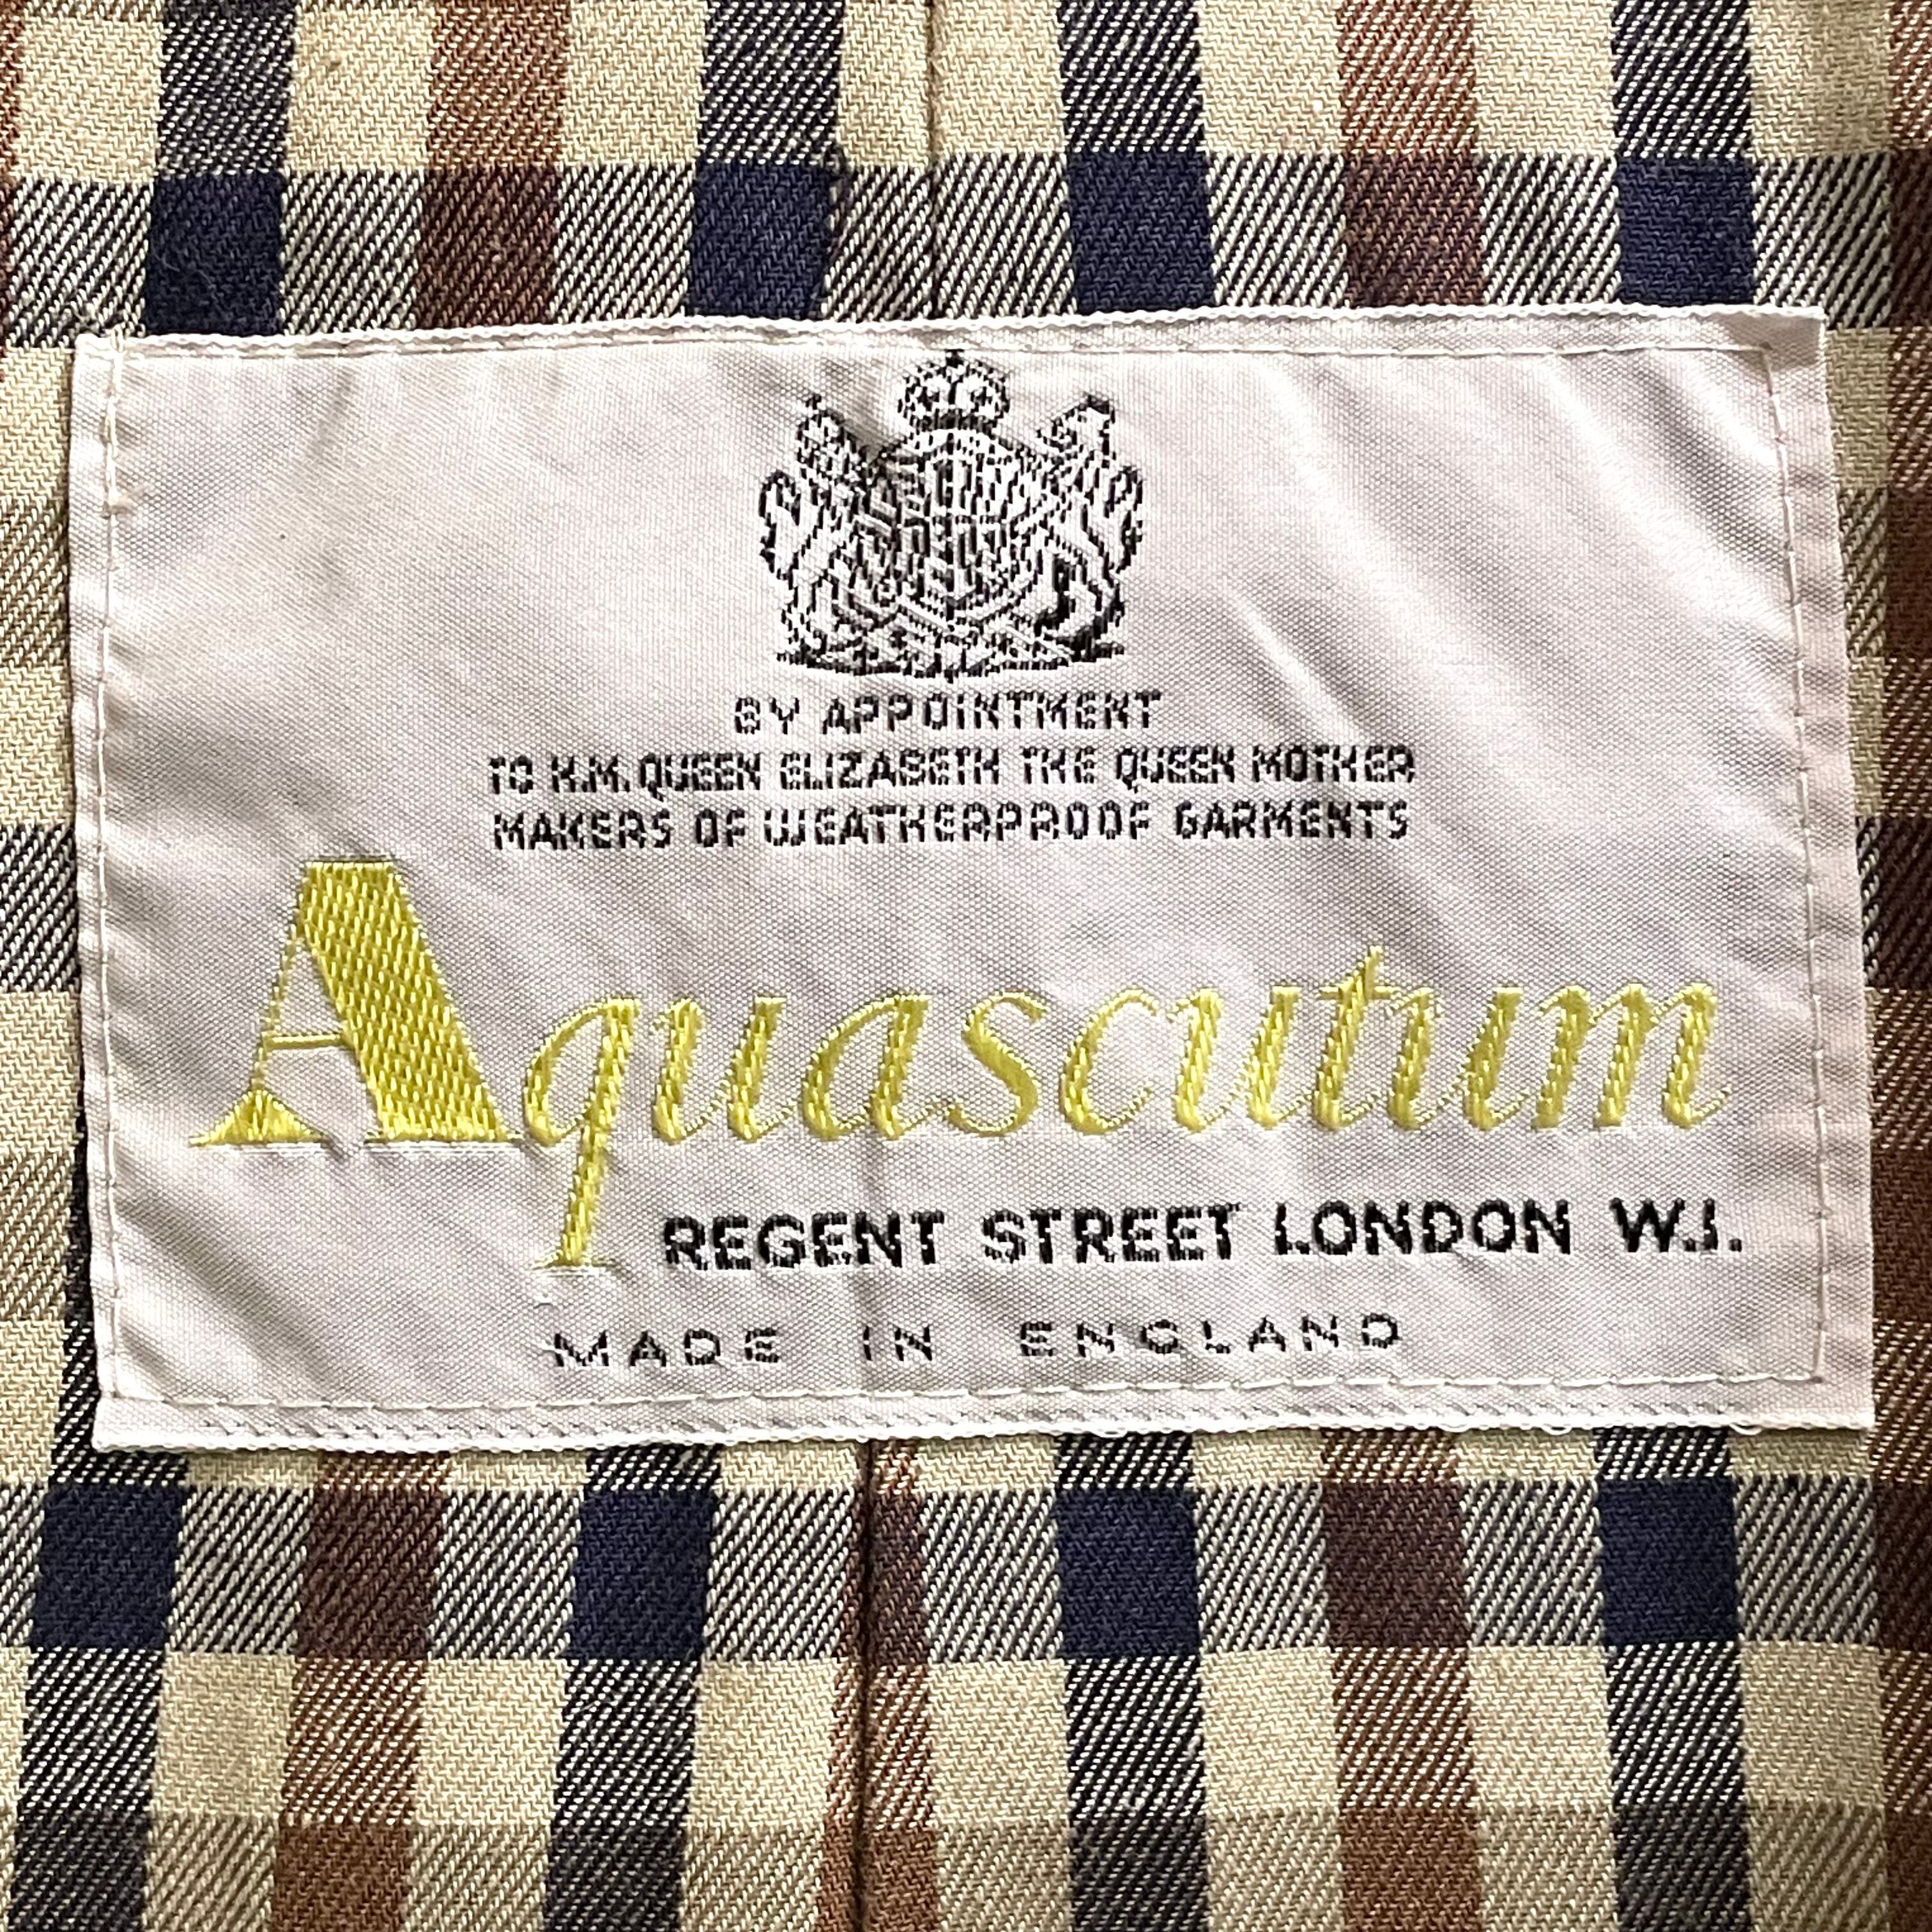 BY APPOINTMENT
TO H.M. QUEEN ELIZABETH THE QUEEN MOTHER
MAKERS OF WEATHERPROOF GARMENTS
Aquascutum
REGENT STREET LONDON W.1.
MADE IN ENGLAND